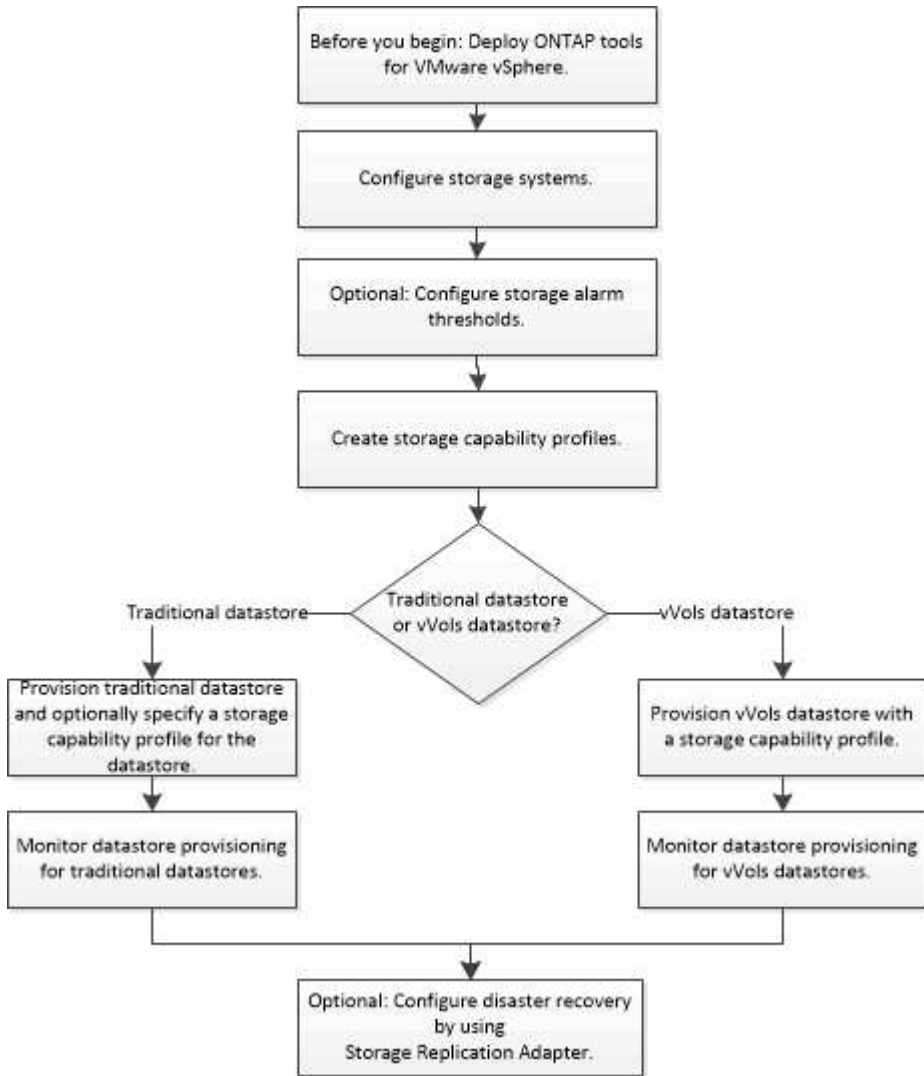 Before you begin: Deploy ONTAP tools
for VMware vSphere.
Configure storage systems.
Optional: Configure storage alarm
thresholds.
Create storage capability profiles.
Traditional datastore
or vVols datastore?
Traditional datastore
vVols datastore
Provision traditional datastore
and optionally specify a storage
capability profile for the
datastore.
Provision vVols datastore with
a storage capability profile.
Monitor datastore provisioning
for traditional datastores.
Monitor datastore provisioning
for vVols datastores.
Optional: Configure disaster recovery
by using
Storage Replication Adapter.